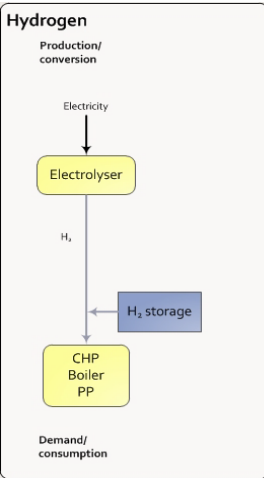 Hydrogen
Production/
conversion
Electricity
Electrolyser
H₂
H₂ storage
CHP
Boiler
PP
Demand/
consumption